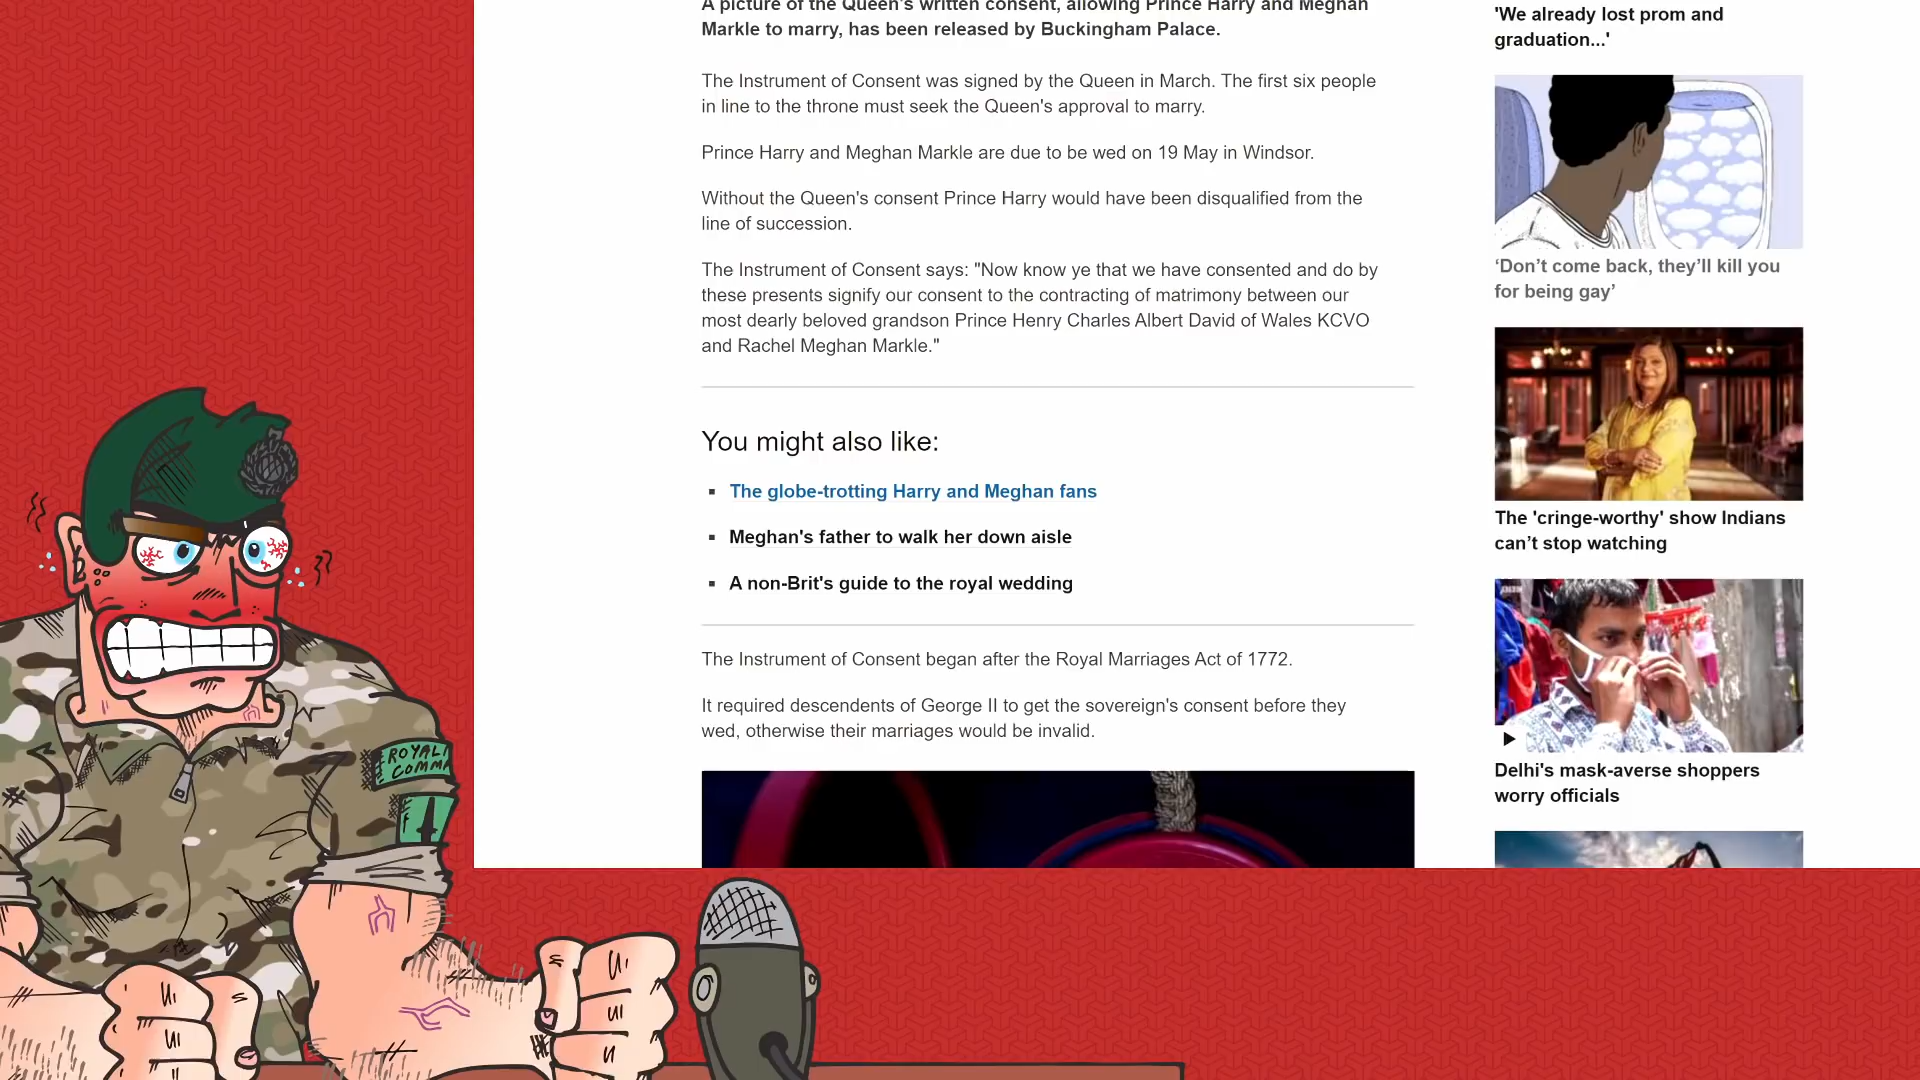 A picture of the Queen's written consent, allowing Prince Harry and Meghan
Markle to marry, has been released by Buckingham Palace.
The Instrument of Consent was signed by the Queen in March. The first six people
in line to the throne must seek the Queen's approval to marry.
Prince Harry and Meghan Markle are due to be wed on 19 May in Windsor.
Without the Queen's consent Prince Harry would have been disqualified from the
line of succession.
The Instrument of Consent says: "Now know ye that we have consented and do by
these presents signify our consent to the contracting of matrimony between our
most dearly beloved grandson Prince Henry Charles Albert David of Wales KCVO
and Rachel Meghan Markle."
You might also like:
The globe-trotting Harry and Meghan fans
Meghan's father to walk her down aisle
A non-Brit's guide to the royal wedding
The Instrument of Consent began after the Royal Marriages Act of 1772.
It required descendents of George II to get the sovereign's consent before they
wed, otherwise their marriages would be invalid.
'We already lost prom and
graduation...'
‘Don’t come back, they’ll kill you
for being gay’
The 'cringe-worthy' show Indians
can’t stop watching
Delhi's mask-averse shoppers
worry officials
ROYAL
COMMA